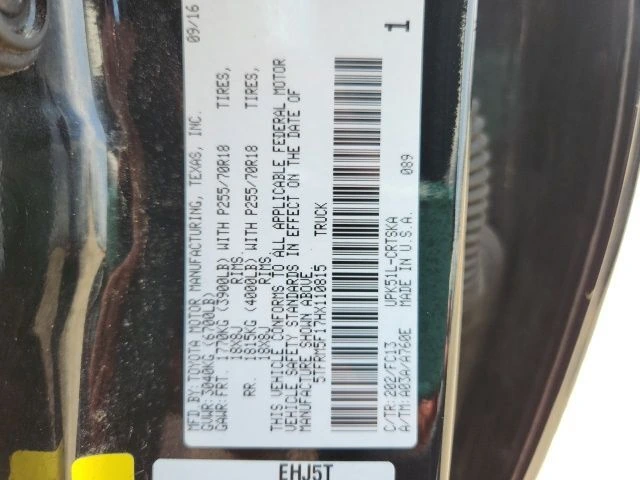 MFD.BY:TOYOTA MOTOR MANUFACTURING, TEXAS, INC. 09/16
GVWR:3040KG (6700LB)
GAWR:FRT. 1770KG (3900LB) WITH P255/70R18 TIRES,
18X8J RIMS.
RR. 1815KG (4000LB) WITH P255/70R18 TIRES,
18X8J RIMS.
THIS VEHICLE CONFORMS TO ALL APPLICABLE FEDERAL MOTOR
VEHICLE SAFETY STANDARDS IN EFFECT ON THE DATE OF
MANUFACTURE SHOWN ABOVE.
5TFRM5F17HX110815 TRUCK
C/TR:202/FC13 UPK51L-CRTSKA 089
A/TM:A03A/A760E MADE IN U.S.A. 1
EHJ5T